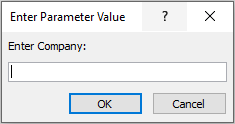 Enter Parameter Value ? ×
Enter Company:
OK Cancel